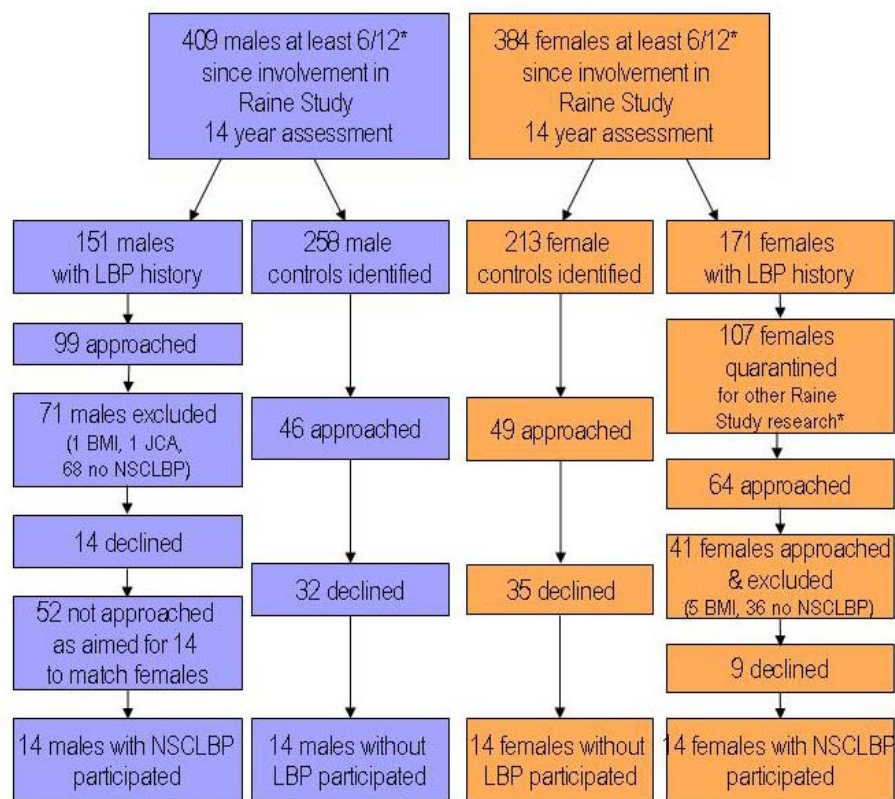 409 males at least 6/12*
since involvement in
Raine Study
14 year assessment
384 females at least 6/12*
since involvement in
Raine Study
14 year assessment
151 males
with LBP history
258 male
controls identified
213 female
controls identified
171 females
with LBP history
99 approached
107 females
quarantined
for other Raine
Study research*
71 males excluded
(1 BMI, 1 JCA,
68 no NSCLBP)
46 approached
49 approached
64 approached
14 declined
41 females approached
& excluded
(5 BMI, 36 no NSCLBP)
32 declined
35 declined
52 not approached
as aimed for 14
to match females
9 declined
14 males with NSCLBP
participated
14 males without
LBP participated
14 females without
LBP participated
14 females with NSCLBP
participated